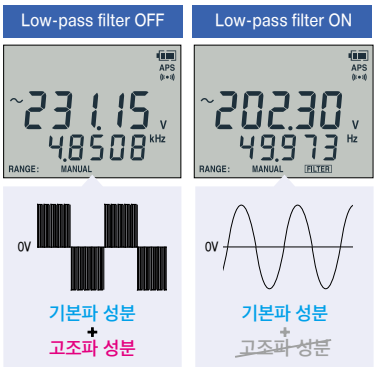 Low-pass filter OFF
APS
~231.15 V
4.8508 kHz
RANGE: MANUAL
0V
기본파 성분
+
고조파 성분
Low-pass filter ON
APS
~202.30 V
49.973 Hz
RANGE: MANUAL FILTER
0V
기본파 성분
+
고조파 성분